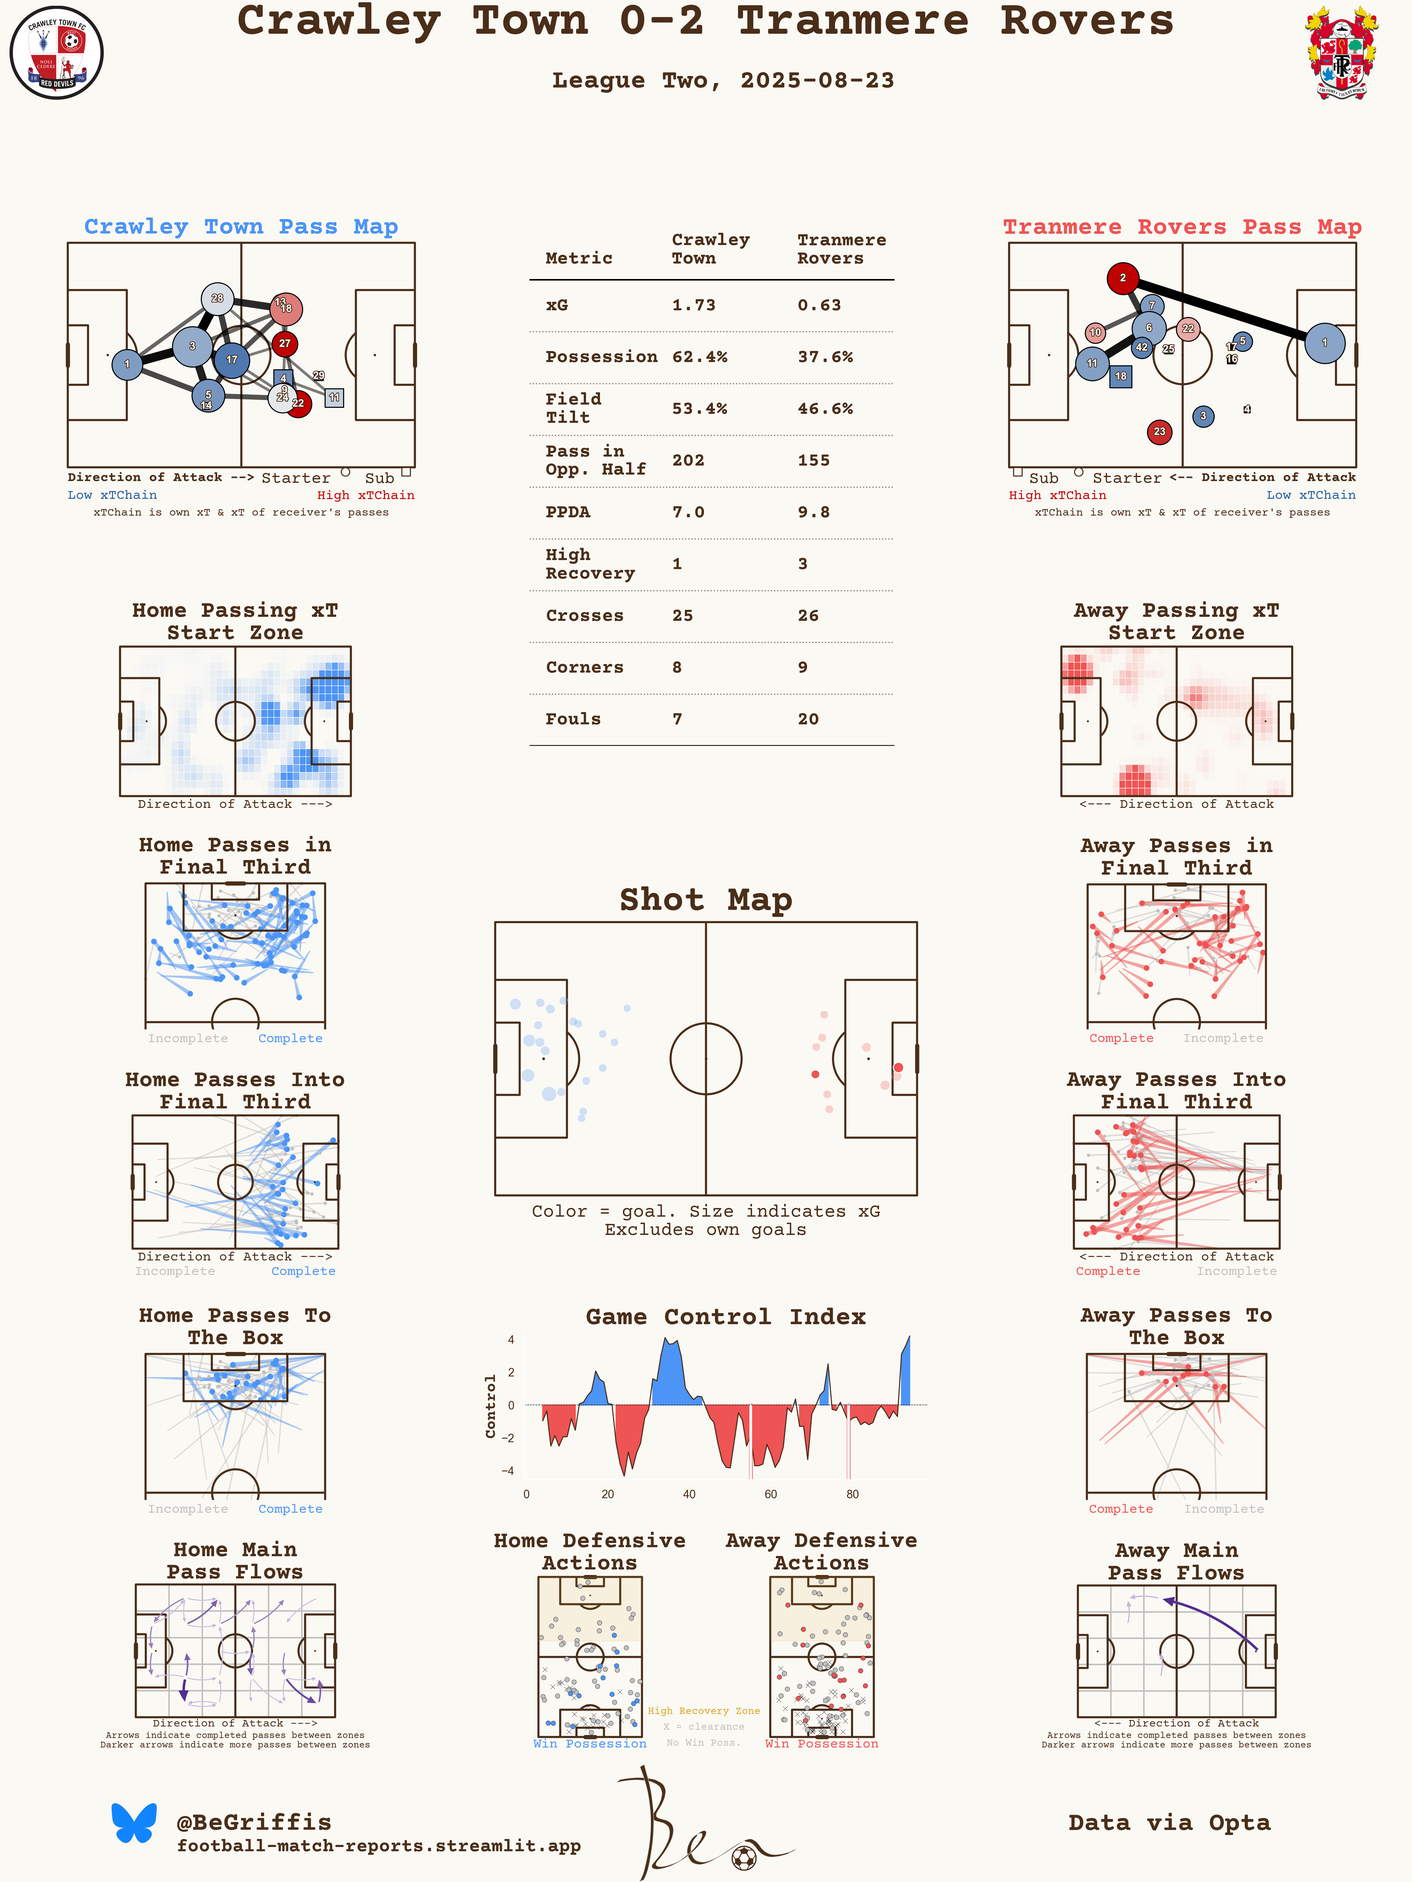 Crawley Town 0-2 Tranmere Rovers
League Two, 2025-08-23
CRAWLEY TOWN FC
NOLI CEDERE
18 96
RED DEVILS
Crawley Town Pass Map
28
13
18
3
27
1
17
4
29
9
5
24
11
14
22
Direction of Attack --> Starter Sub
Low xTChain High xTChain
xTChain is own xT & xT of receiver's passes
Metric Crawley Town Tranmere Rovers
xG 1.73 0.63
Possession 62.4% 37.6%
Field Tilt 53.4% 46.6%
Pass in Opp. Half 202 155
PPDA 7.0 9.8
High Recovery 1 3
Crosses 25 26
Corners 8 9
Fouls 7 20
Tranmere Rovers Pass Map
2
7
10
6
22
42
25
17
5
1
16
11
18
4
3
23
Sub Starter <-- Direction of Attack
High xTChain Low xTChain
xTChain is own xT & xT of receiver's passes
Home Passing xT
Start Zone
Direction of Attack --->
Away Passing xT
Start Zone
<--- Direction of Attack
Home Passes in
Final Third
Incomplete Complete
Away Passes in
Final Third
Complete Incomplete
Shot Map
Color = goal. Size indicates xG
Excludes own goals
Home Passes Into
Final Third
Direction of Attack --->
Incomplete Complete
Away Passes Into
Final Third
<--- Direction of Attack
Complete Incomplete
Home Passes To
The Box
Incomplete Complete
Game Control Index
Control
4
2
0
−2
−4
0 20 40 60 80
Away Passes To
The Box
Complete Incomplete
Home Main
Pass Flows
Direction of Attack --->
Arrows indicate completed passes between zones
Darker arrows indicate more passes between zones
Home Defensive
Actions
Win Possession
Away Defensive
Actions
Win Possession
High Recovery Zone
X = clearance
No Win Poss.
Away Main
Pass Flows
<--- Direction of Attack
Arrows indicate completed passes between zones
Darker arrows indicate more passes between zones
@BeGriffis
football-match-reports.streamlit.app
Ben
Data via Opta